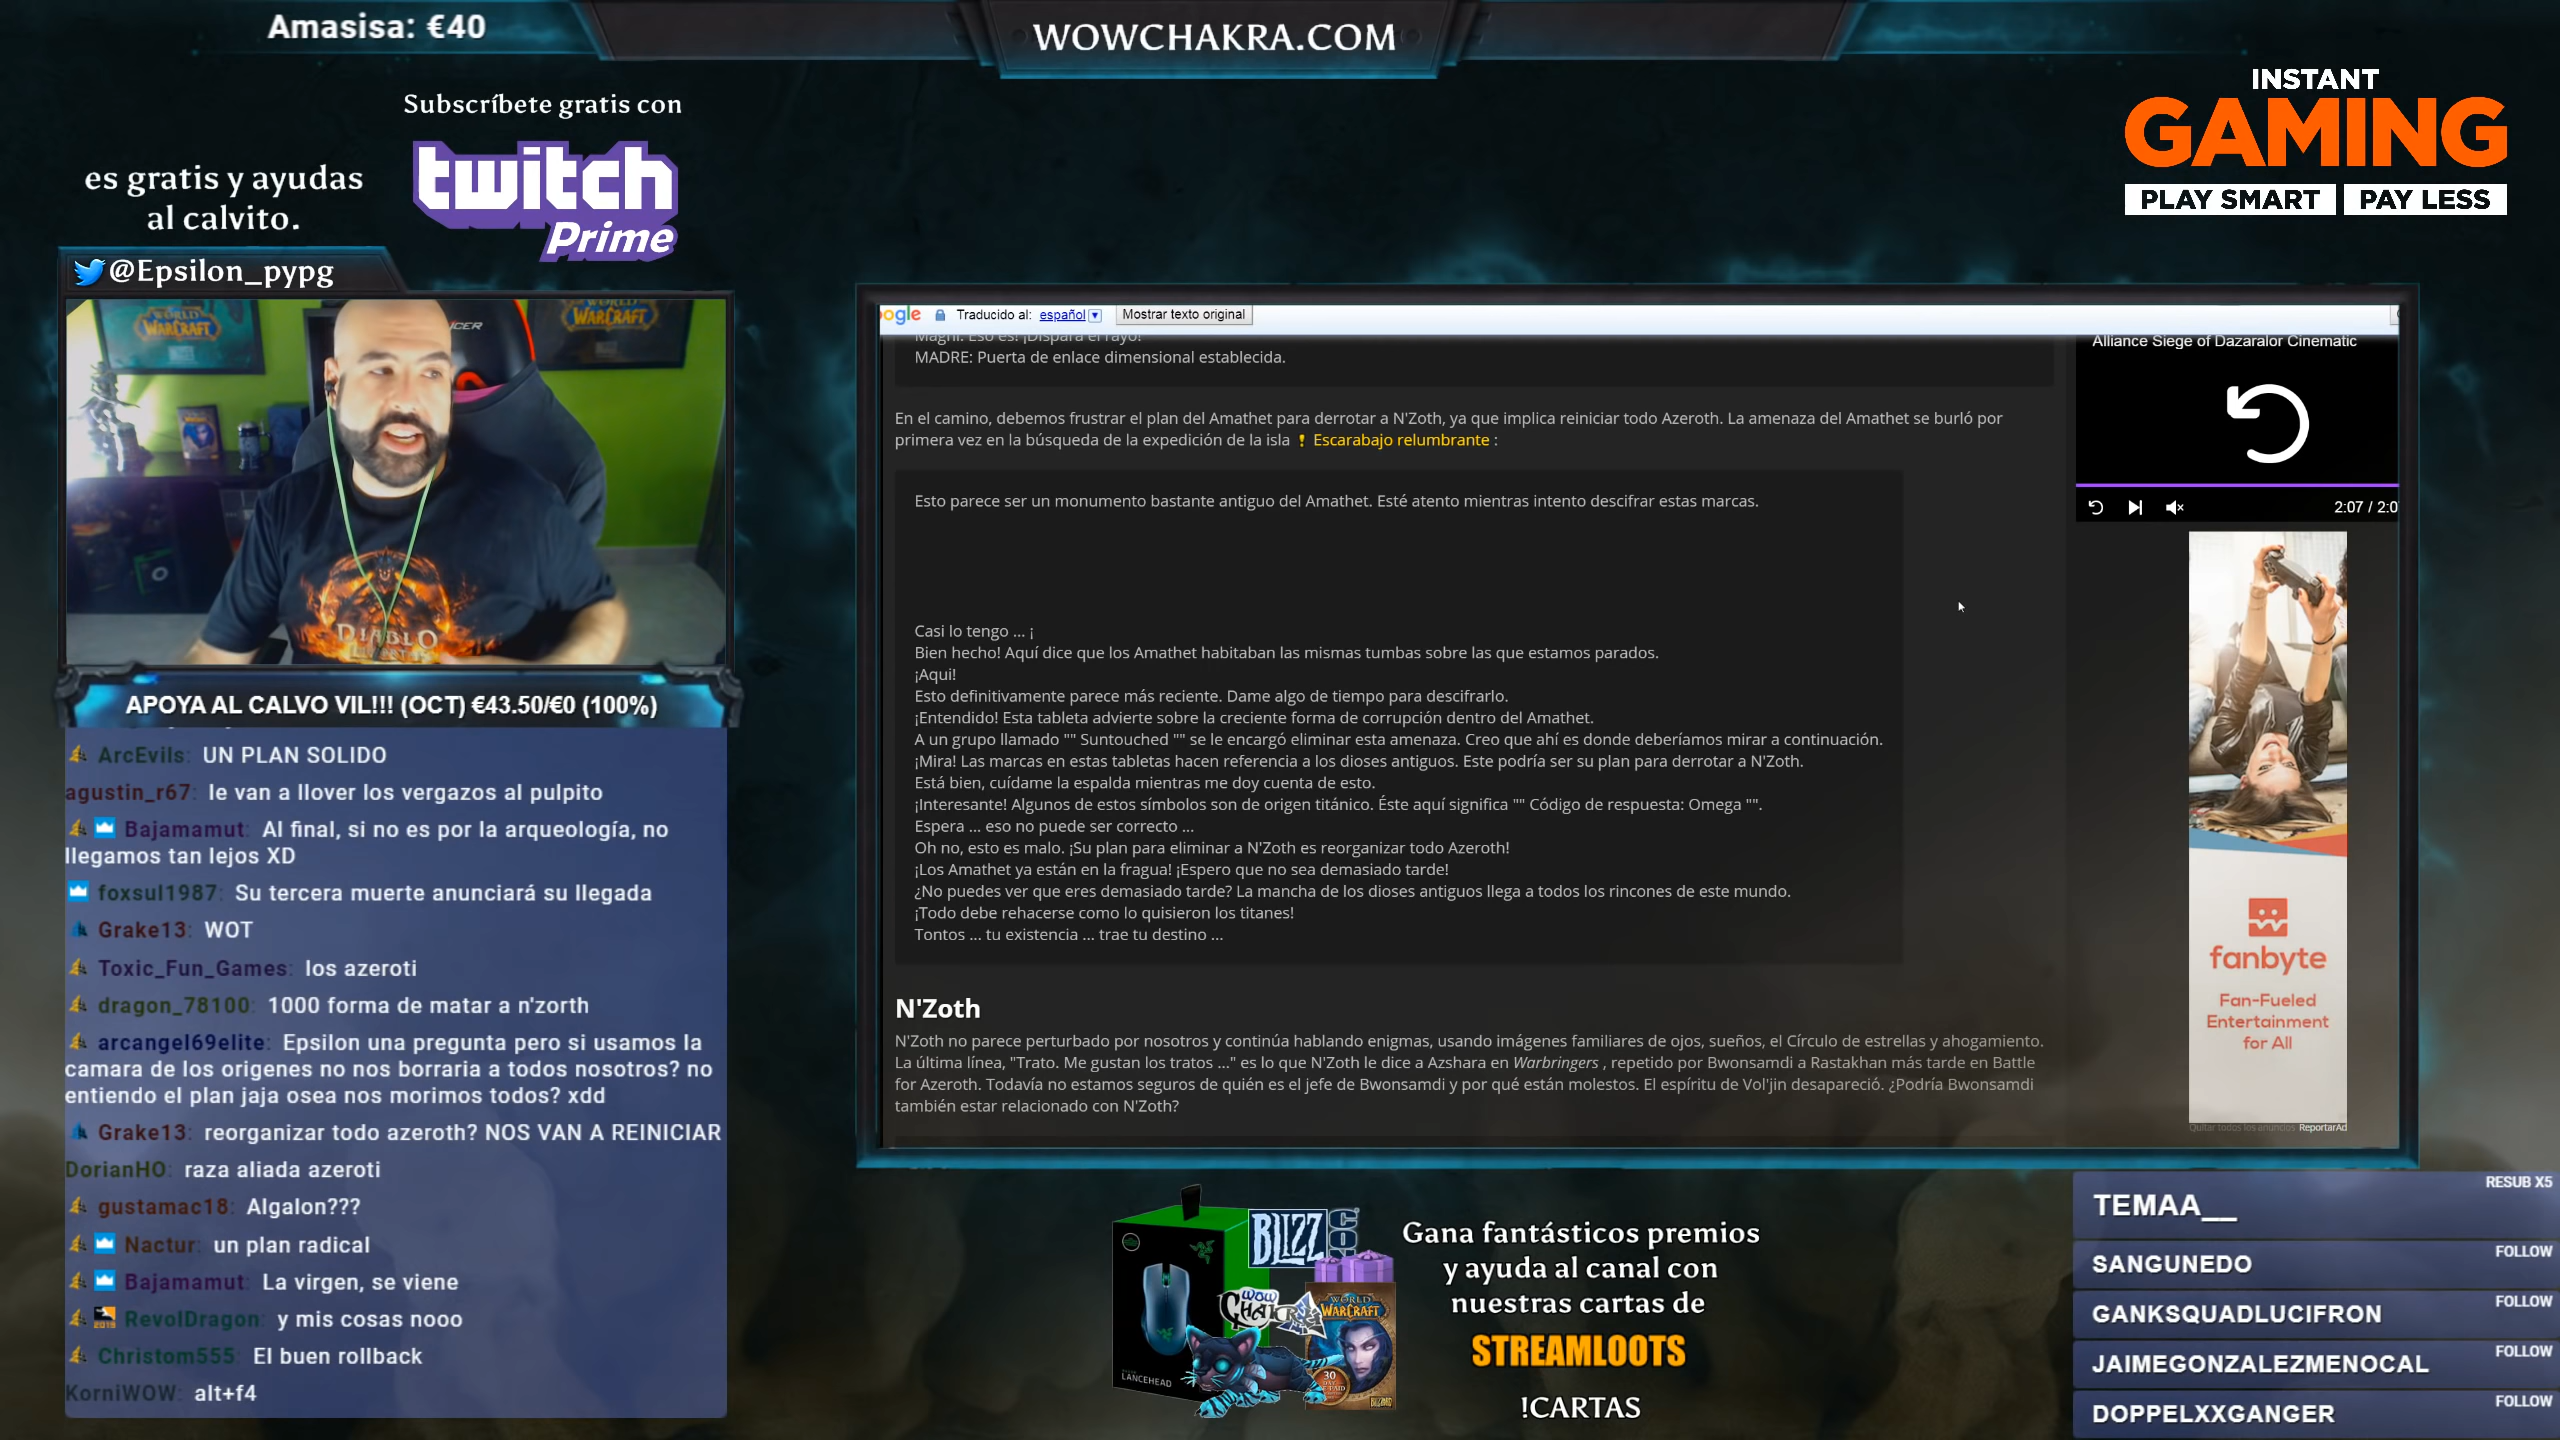 Amasisa: €40
WOWCHAKRA.COM
Subscríbete gratis con
twitch
Prime
es gratis y ayudas
al calvito.
INSTANT
GAMING
PLAY SMART PAY LESS
@Epsilon_pypg
WORLD
WARCRAFT
WORLD
WARCRAFT
DIABLO
APOYA AL CALVO VIL!!! (OCT) €43.50/€0 (100%)
ArcEvils: UN PLAN SOLIDO
agustin_r67: le van a llover los vergazos al pulpito
Bajamamut: Al final, si no es por la arqueología, no
llegamos tan lejos XD
foxsul1987: Su tercera muerte anunciará su llegada
Grake13: WOT
Toxic_Fun_Games: los azeroti
dragon_78100: 1000 forma de matar a n'zorth
arcangel69elite: Epsilon una pregunta pero si usamos la
camara de los origenes no nos borraria a todos nosotros? no
entiendo el plan jaja osea nos morimos todos? xdd
Grake13: reorganizar todo azeroth? NOS VAN A REINICIAR
DorianHO: raza aliada azeroti
gustamac18: Algalon???
Nactur: un plan radical
Bajamamut: La virgen, se viene
RevolDragon: y mis cosas nooo
Christom555: El buen rollback
KorniWOW: alt+f4
ogle Traducido al: español Mostrar texto original
Magni: Eso es! ¡Dispara el rayo!
MADRE: Puerta de enlace dimensional establecida.
En el camino, debemos frustrar el plan del Amathet para derrotar a N'Zoth, ya que implica reiniciar todo Azeroth. La amenaza del Amathet se burló por
primera vez en la búsqueda de la expedición de la isla ! Escarabajo relumbrante :
Esto parece ser un monumento bastante antiguo del Amathet. Esté atento mientras intento descifrar estas marcas.
Casi lo tengo ... ¡
Bien hecho! Aquí dice que los Amathet habitaban las mismas tumbas sobre las que estamos parados.
¡Aqui!
Esto definitivamente parece más reciente. Dame algo de tiempo para descifrarlo.
¡Entendido! Esta tableta advierte sobre la creciente forma de corrupción dentro del Amathet.
A un grupo llamado "" Suntouched "" se le encargó eliminar esta amenaza. Creo que ahí es donde deberíamos mirar a continuación.
¡Mira! Las marcas en estas tabletas hacen referencia a los dioses antiguos. Este podría ser su plan para derrotar a N'Zoth.
Está bien, cuídame la espalda mientras me doy cuenta de esto.
¡Interesante! Algunos de estos símbolos son de origen titánico. Éste aquí significa "" Código de respuesta: Omega "".
Espera ... eso no puede ser correcto ...
Oh no, esto es malo. ¡Su plan para eliminar a N'Zoth es reorganizar todo Azeroth!
¡Los Amathet ya están en la fragua! ¡Espero que no sea demasiado tarde!
¿No puedes ver que eres demasiado tarde? La mancha de los dioses antiguos llega a todos los rincones de este mundo.
¡Todo debe rehacerse como lo quisieron los titanes!
Tontos ... tu existencia ... trae tu destino ...
N'Zoth
N'Zoth no parece perturbado por nosotros y continúa hablando enigmas, usando imágenes familiares de ojos, sueños, el Círculo de estrellas y ahogamiento.
La última línea, "Trato. Me gustan los tratos ..." es lo que N'Zoth le dice a Azshara en Warbringers , repetido por Bwonsamdi a Rastakhan más tarde en Battle
for Azeroth. Todavía no estamos seguros de quién es el jefe de Bwonsamdi y por qué están molestos. El espíritu de Vol'jin desapareció. ¿Podría Bwonsamdi
también estar relacionado con N'Zoth?
Alliance Siege of Dazaralor Cinematic
2:07 / 2:0
fanbyte
Fan-Fueled
Entertainment
for All
Quitar todos los anuncios ReportarAd
BLIZZ
CON
WOW
CHAKRA
WORLD
WARCRAFT
30
LANCEHEAD
Gana fantásticos premios
y ayuda al canal con
nuestras cartas de
STREAMLOOTS
!CARTAS
RESUB X5
TEMAA__
FOLLOW
SANGUNEDO
FOLLOW
GANKSQUADLUCIFRON
FOLLOW
JAIMEGONZALEZMENOCAL
FOLLOW
DOPPELXXGANGER